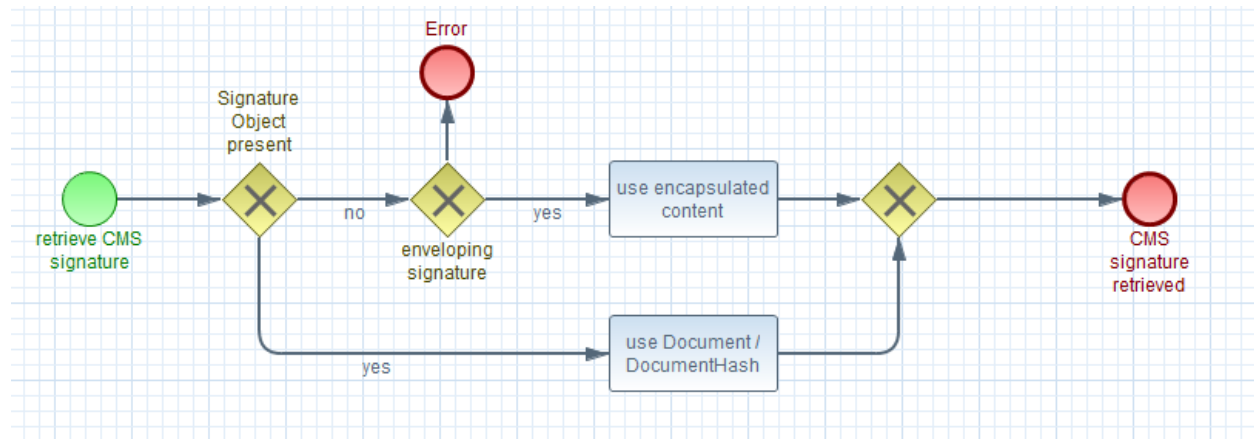 Error
Signature
Object
present
retrieve CMS
signature
no
enveloping
signature
yes
use encapsulated
content
CMS
signature
retrieved
yes
use Document /
DocumentHash